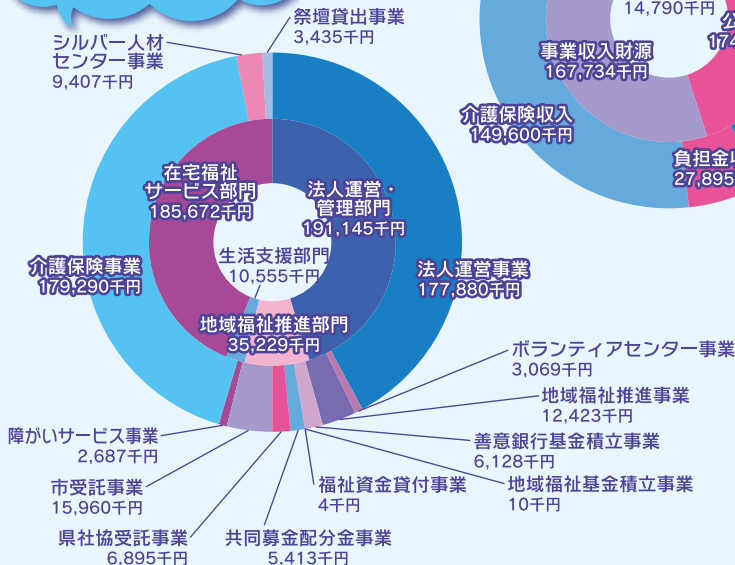 祭壇貸出事業
3,435千円
シルバー人材
センター事業
9,407千円
在宅福祉
サービス部門
185,672千円
法人運営・
管理部門
191,145千円
生活支援部門
10,555千円
地域福祉推進部門
35,229千円
介護保険事業
179,290千円
法人運営事業
177,880千円
ボランティアセンター事業
3,069千円
地域福祉推進事業
12,423千円
善意銀行基金積立事業
6,128千円
地域福祉基金積立事業
10千円
福祉資金貸付事業
4千円
共同募金配分金事業
5,413千円
県社協受託事業
6,895千円
市受託事業
15,960千円
障がいサービス事業
2,687千円
14,790千円
事業収入財源
167,734千円
介護保険収入
149,600千円
174
負担金
27,895